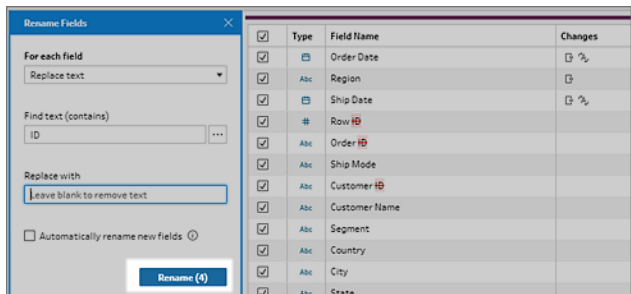 Rename Fields
For each field
Replace text
Find text (contains)
ID
...
Replace with
Leave blank to remove text
Automatically rename new fields
Rename (4)
Type Field Name Changes
Order Date
Abc Region
Ship Date
# Row ID
Abc Order ID
Abc Ship Mode
Abc Customer ID
Abc Customer Name
Abc Segment
Abc Country
Abc City
Abc State